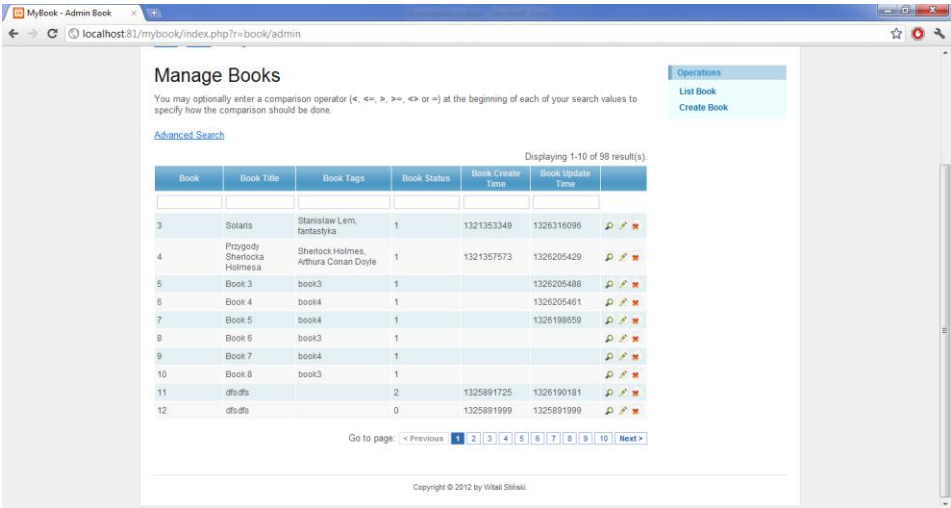 MyBook - Admin Book
localhost:81/mybook/index.php?r=book/admin
Manage Books
You may optionally enter a comparison operator (<, <=, >, >=, <> or =) at the beginning of each of your search values to
specify how the comparison should be done.
Advanced Search
Operations
List Book
Create Book
Displaying 1-10 of 98 result(s).
Book Book Title Book Tags Book Status Book Create Time Book Update Time
3 Solaris Stanislaw Lem, fantastyka 1 1321353349 1326316096
4 Przygody Sherlocka Holmesa Sherlock Holmes, Arthura Conan Doyle 1 1321357573 1326205429
5 Book 3 book3 1 1326205488
6 Book 4 book4 1 1326205461
7 Book 5 book4 1 1326198659
8 Book 6 book3 1
9 Book 7 book4 1
10 Book 8 book3 1
11 dfsdfs 2 1325891725 1326190181
12 dfsdfs 0 1325891999 1325891999
Go to page: < Previous 1 2 3 4 5 6 7 8 9 10 Next >
Copyright © 2012 by Witali